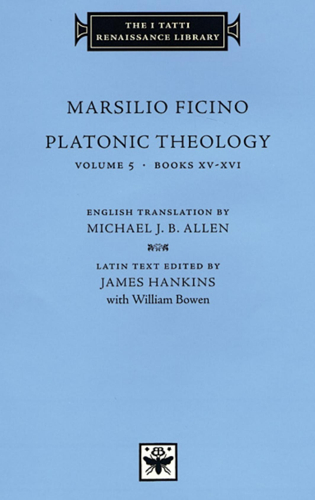 THE I TATTI
RENAISSANCE LIBRARY
MARSILIO FICINO
PLATONIC THEOLOGY
VOLUME 5 · BOOKS XV-XVI
ENGLISH TRANSLATION BY
MICHAEL J. B. ALLEN
LATIN TEXT EDITED BY
JAMES HANKINS
with William Bowen